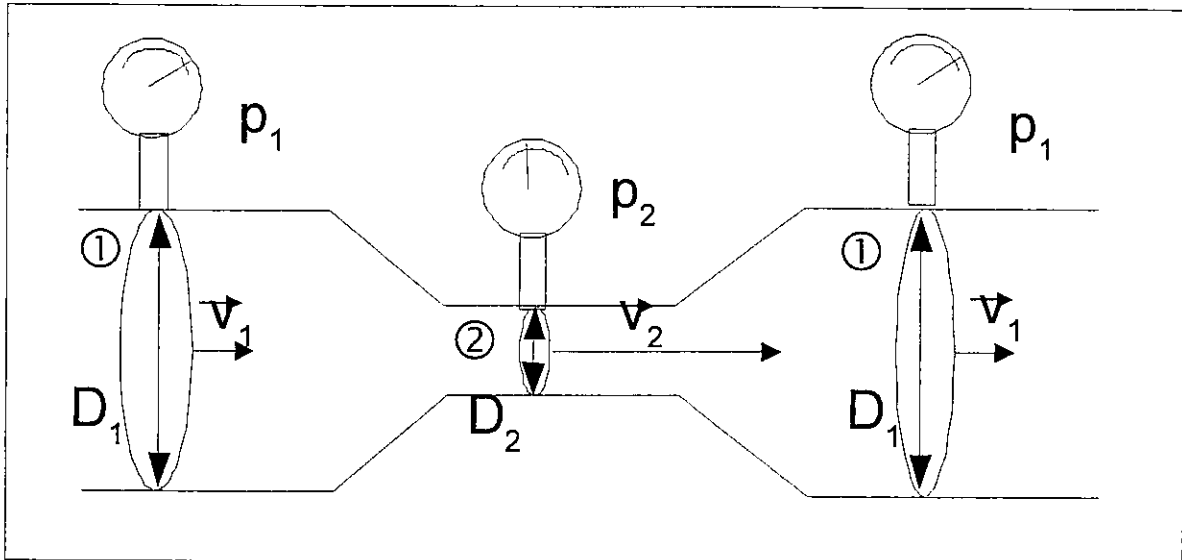 p₁
p₂
p₁
①
v₁
D₁
②
v₂
D₂
①
v₁
D₁